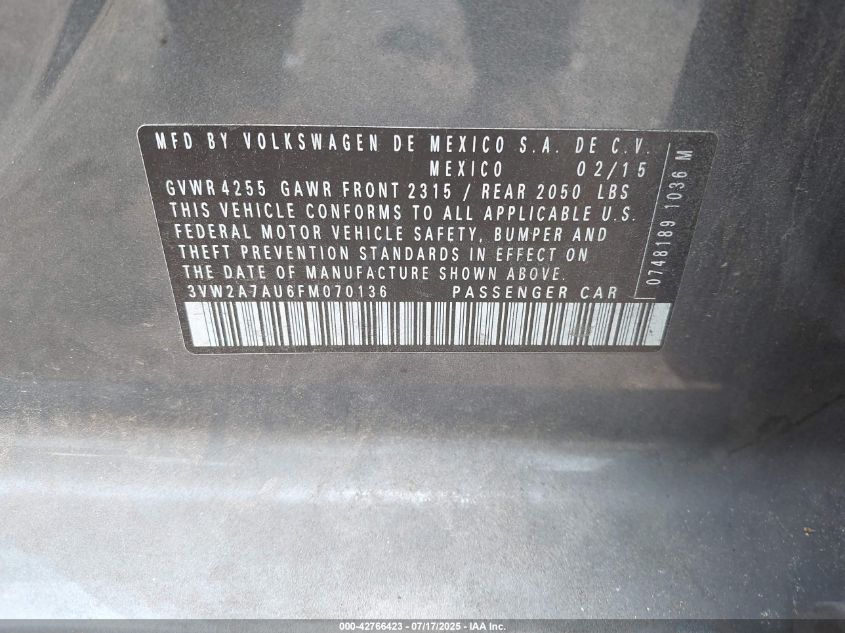 MFD BY VOLKSWAGEN DE MEXICO S.A. DE C.V.
MEXICO 02/15
GVWR 4255 GAWR FRONT 2315 / REAR 2050 LBS
THIS VEHICLE CONFORMS TO ALL APPLICABLE U.S.
FEDERAL MOTOR VEHICLE SAFETY, BUMPER AND
THEFT PREVENTION STANDARDS IN EFFECT ON
THE DATE OF MANUFACTURE SHOWN ABOVE.
3VW2A7AU6FM070136 PASSENGER CAR
0748189 1036 M
000-42766423 - 07/17/2025 - IAA Inc.